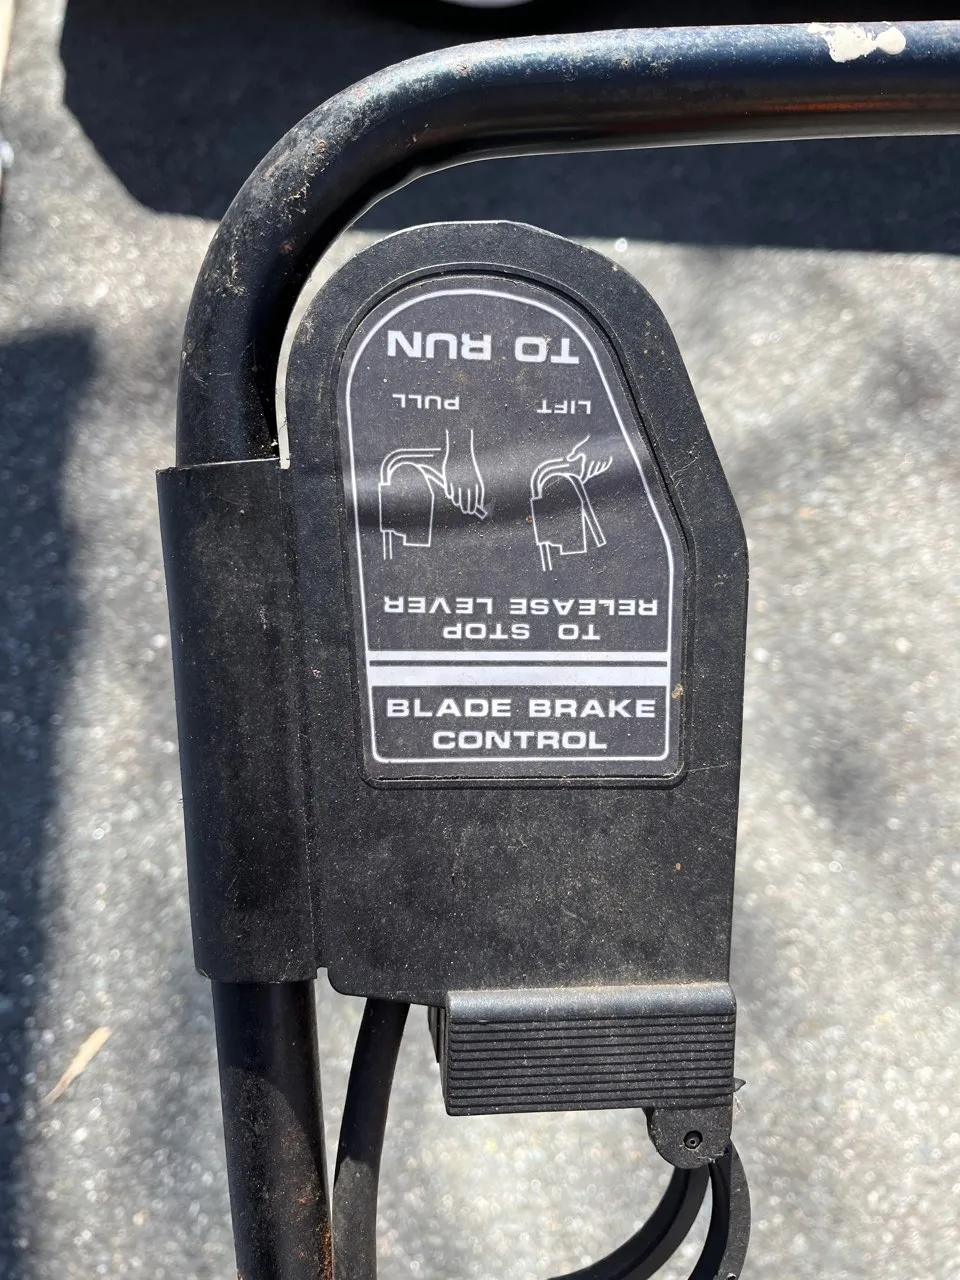 TO RUN
LIFT PULL
TO STOP
RELEASE LEVER
BLADE BRAKE
CONTROL